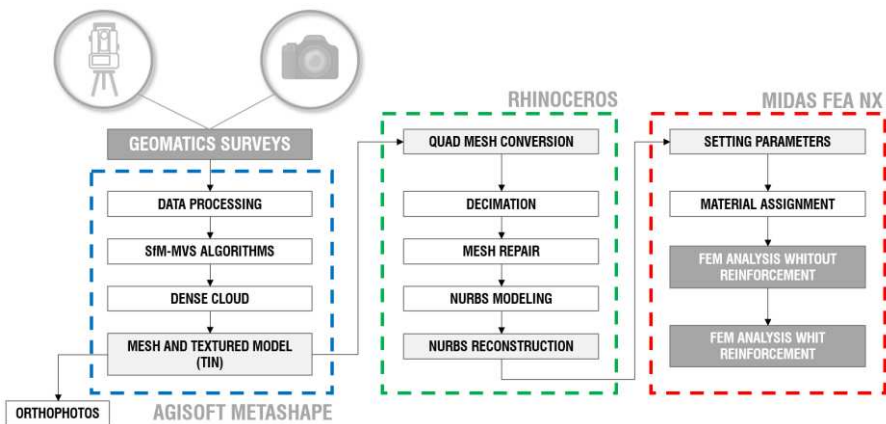 GEOMATICS SURVEYS
DATA PROCESSING
SfM-MVS ALGORITHMS
DENSE CLOUD
MESH AND TEXTURED MODEL
(TIN)
ORTHOPHOTOS
AGISOFT METASHAPE
RHINOCEROS
QUAD MESH CONVERSION
DECIMATION
MESH REPAIR
NURBS MODELING
NURBS RECONSTRUCTION
MIDAS FEA NX
SETTING PARAMETERS
MATERIAL ASSIGNMENT
FEM ANALYSIS WHITOUT
REINFORCEMENT
FEM ANALYSIS WHIT
REINFORCEMENT